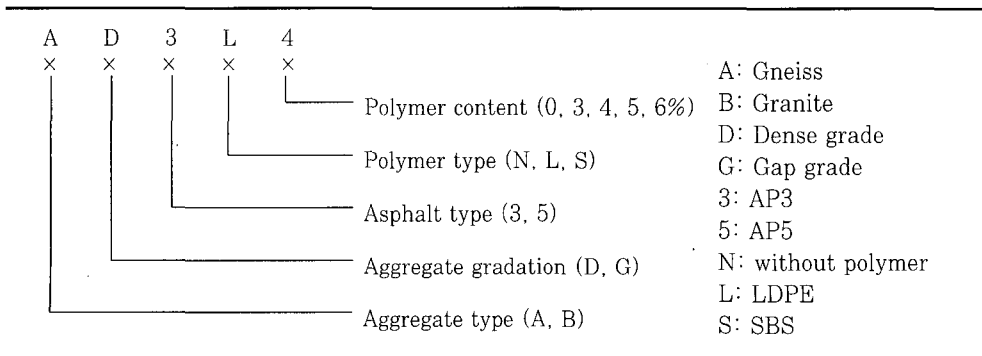 A D 3 L 4
× × × × ×
Polymer content (0, 3, 4, 5, 6%)
Polymer type (N, L, S)
Asphalt type (3, 5)
Aggregate gradation (D, G)
Aggregate type (A, B)
A: Gneiss
B: Granite
D: Dense grade
G: Gap grade
3: AP3
5: AP5
N: without polymer
L: LDPE
S: SBS